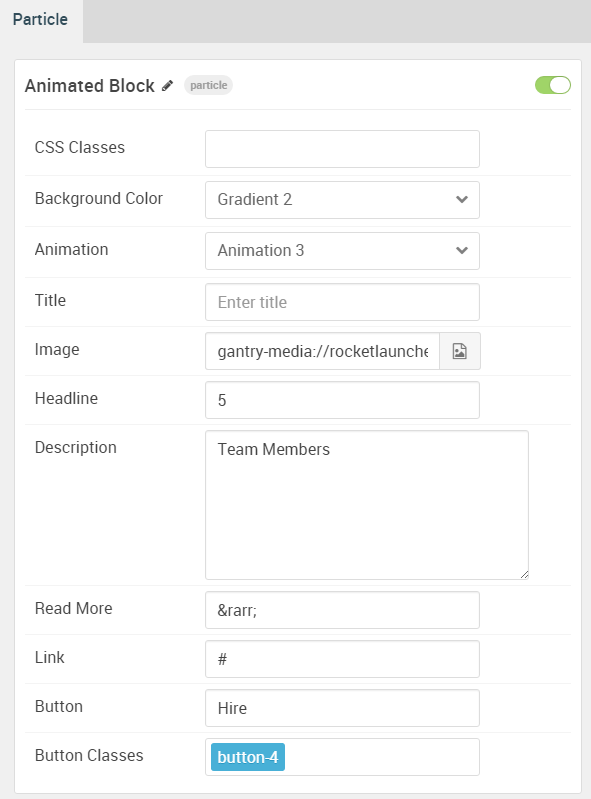 Particle
Animated Block particle
CSS Classes
Background Color Gradient 2
Animation Animation 3
Title Enter title
Image gantry-media://rocketlaunche
Headline 5
Description Team Members
Read More &rarr;
Link #
Button Hire
Button Classes button-4